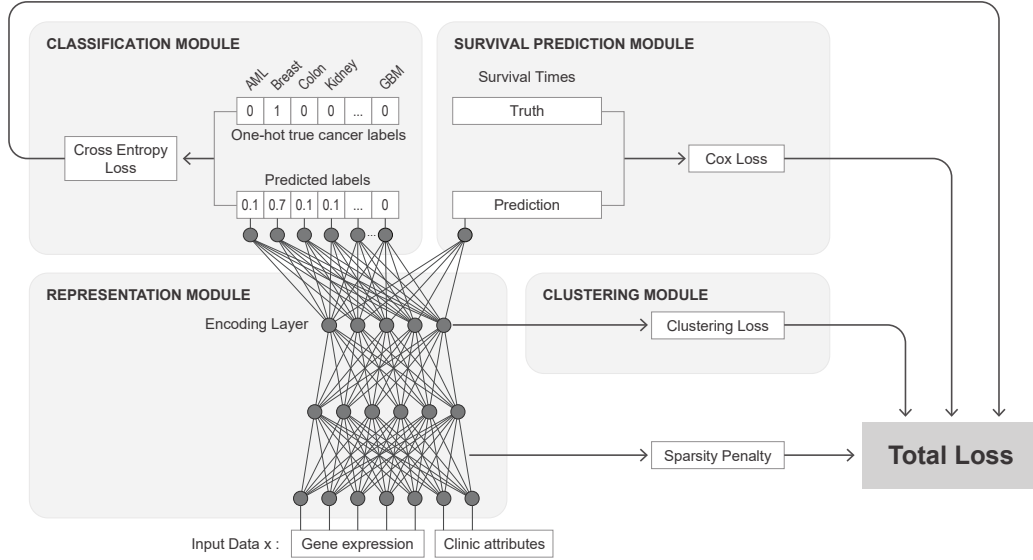 CLASSIFICATION MODULE
AML Breast Colon Kidney GBM
0 1 0 0 ... 0
One-hot true cancer labels
Cross Entropy
Loss
Predicted labels
0.1 0.7 0.1 0.1 ... 0
...
SURVIVAL PREDICTION MODULE
Survival Times
Truth
Cox Loss
Prediction
REPRESENTATION MODULE
Encoding Layer
CLUSTERING MODULE
Clustering Loss
Sparsity Penalty
Total Loss
Input Data x : Gene expression Clinic attributes